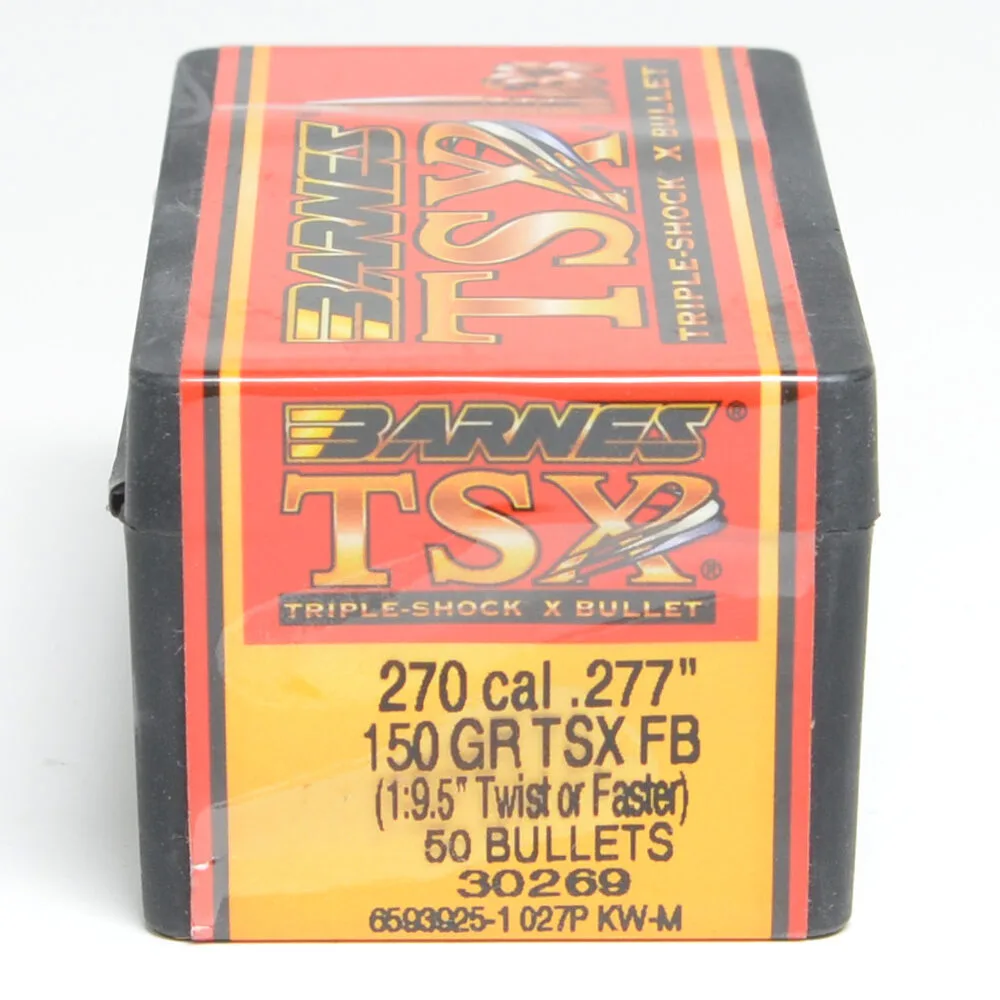 BARNES
TSX
TRIPLE-SHOCK X BULLET
BARNES®
TSX®
TRIPLE-SHOCK X BULLET
270 cal .277"
150 GR TSX FB
(1:9.5" Twist or Faster)
50 BULLETS
30269
6593925-1 027P KW-M